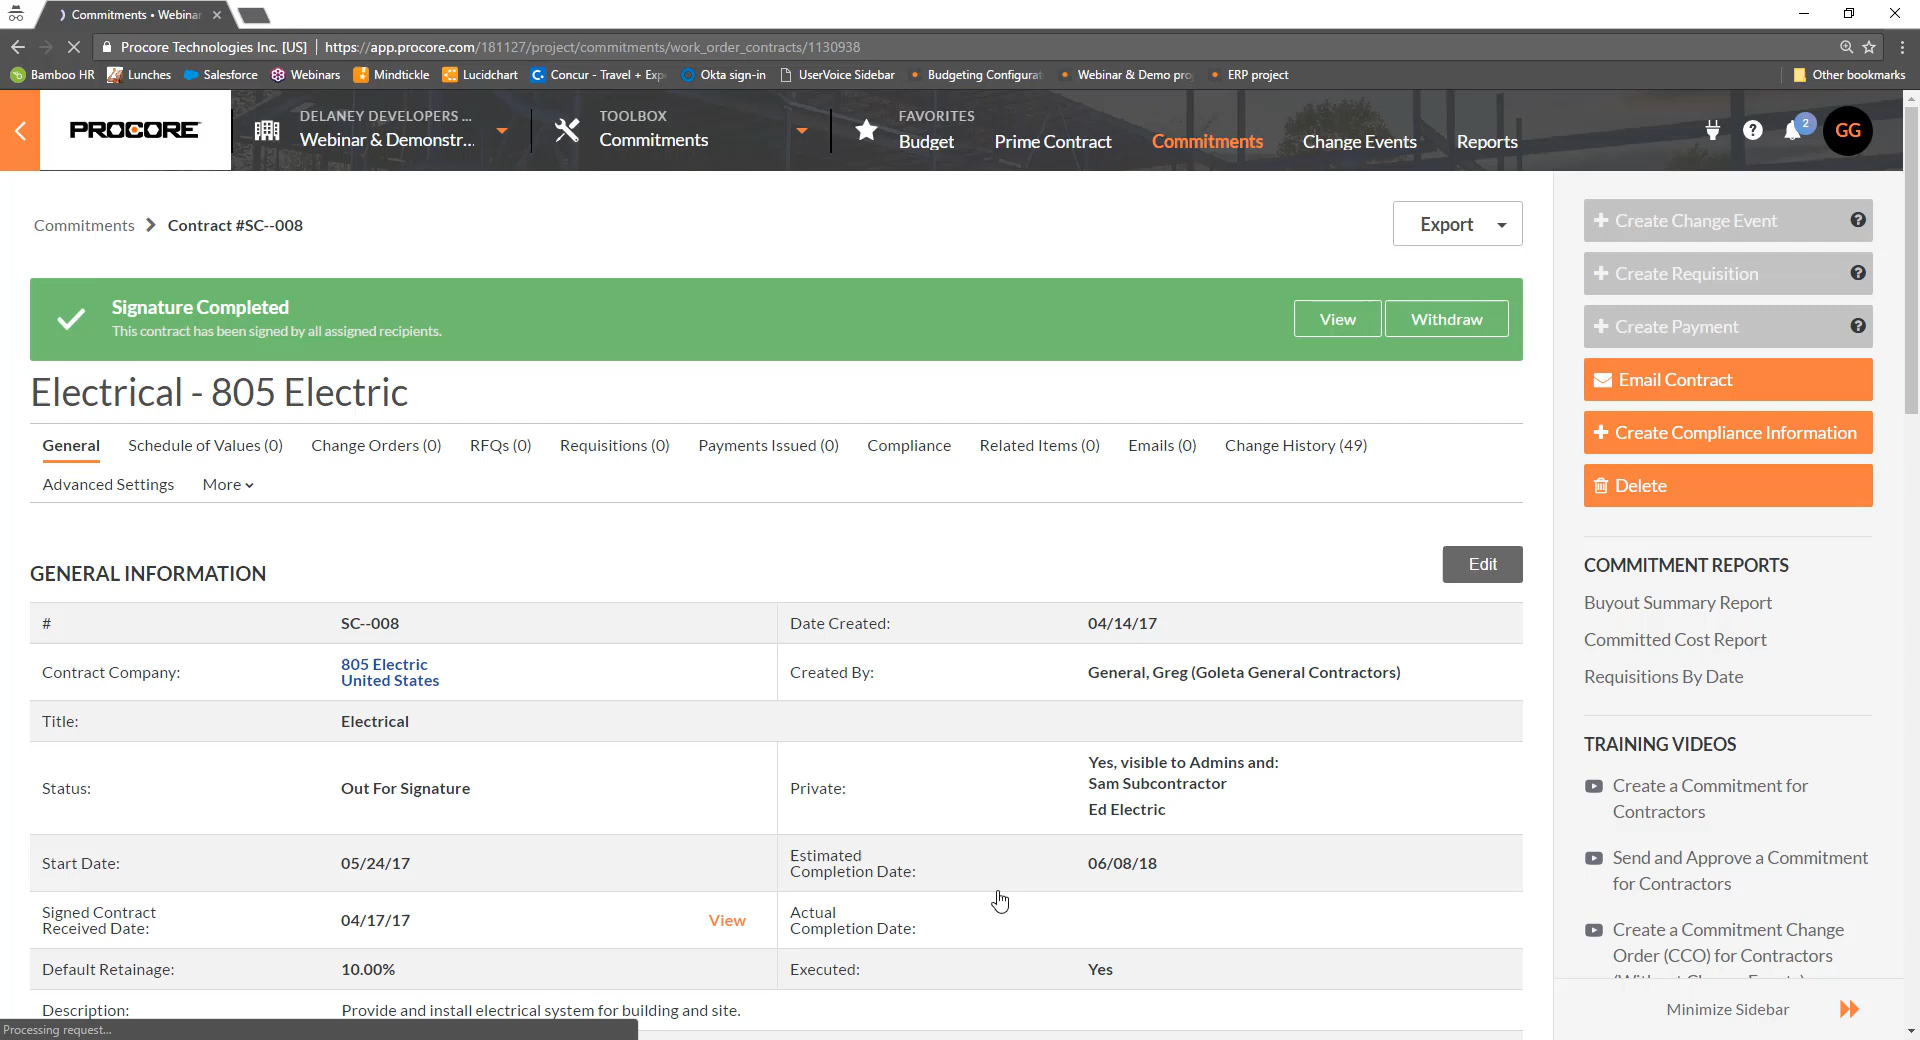 Commitments • Webinar
Procore Technologies Inc. [US] | https://app.procore.com/181127/project/commitments/work_order_contracts/1130938
Bamboo HR Lunches Salesforce Webinars Mindtickle Lucidchart Concur - Travel + Exp Okta sign-in UserVoice Sidebar Budgeting Configurat Webinar & Demo pro ERP project Other bookmarks
PROCORE
DELANEY DEVELOPERS ...
Webinar & Demonstr...
TOOLBOX
Commitments
FAVORITES
Budget Prime Contract Commitments Change Events Reports
2
GG
Commitments Contract #SC--008
Export
Signature Completed
This contract has been signed by all assigned recipients.
View Withdraw
Electrical - 805 Electric
General Schedule of Values (0) Change Orders (0) RFQs (0) Requisitions (0) Payments Issued (0) Compliance Related Items (0) Emails (0) Change History (49)
Advanced Settings More
GENERAL INFORMATION
Edit
# SC--008 Date Created: 04/14/17
Contract Company: 805 Electric
United States
Created By: General, Greg (Goleta General Contractors)
Title: Electrical
Status: Out For Signature
Private: Yes, visible to Admins and:
Sam Subcontractor
Ed Electric
Start Date: 05/24/17
Estimated
Completion Date: 06/08/18
Signed Contract
Received Date: 04/17/17 View
Actual
Completion Date:
Default Retainage: 10.00% Executed: Yes
Description: Provide and install electrical system for building and site.
Processing request...
+ Create Change Event ?
+ Create Requisition ?
+ Create Payment ?
Email Contract
+ Create Compliance Information
Delete
COMMITMENT REPORTS
Buyout Summary Report
Committed Cost Report
Requisitions By Date
TRAINING VIDEOS
Create a Commitment for
Contractors
Send and Approve a Commitment
for Contractors
Create a Commitment Change
Order (CCO) for Contractors
Minimize Sidebar